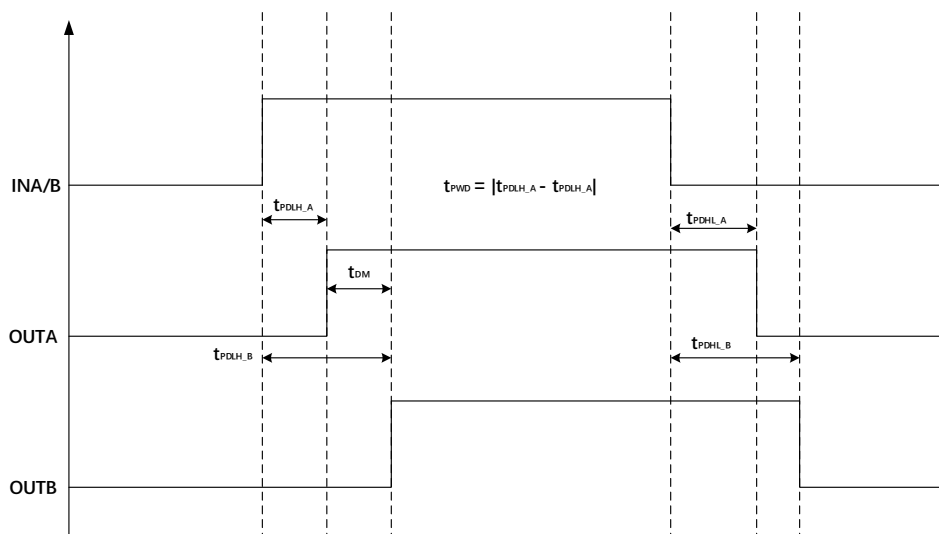 INA/B
tPWD = |tPDLH_A - tPDLH_A|
tPDLH_A
tPDHL_A
tDM
OUTA
tPDLH_B
tPDHL_B
OUTB